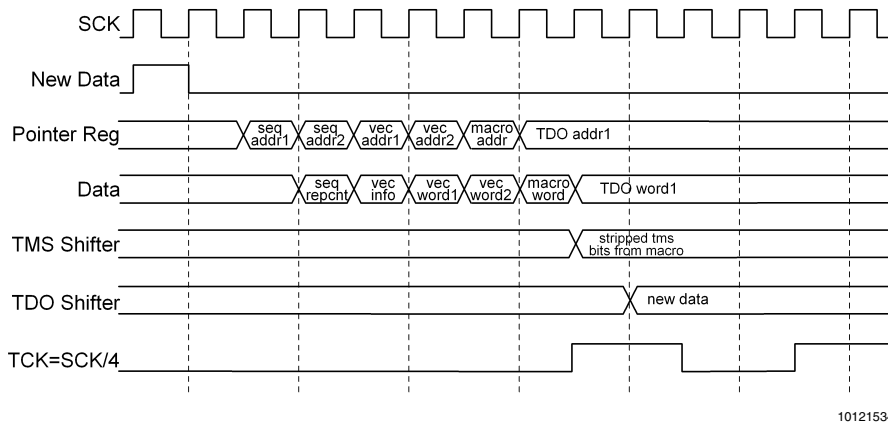 SCK
New Data
Pointer Reg
seq addr1
seq addr2
vec addr1
vec addr2
macro addr
TDO addr1
Data
seq repcnt
vec info
vec word1
vec word2
macro word
TDO word1
TMS Shifter
stripped tms
bits from macro
TDO Shifter
new data
TCK=SCK/4